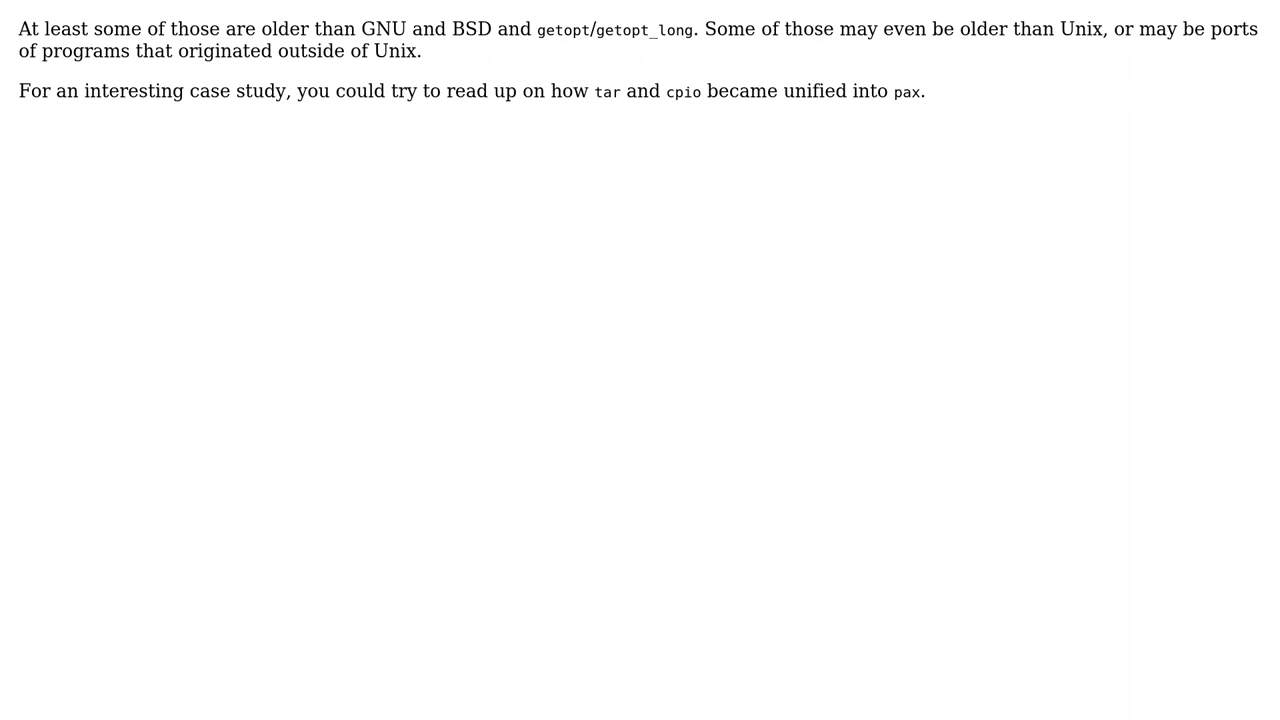 At least some of those are older than GNU and BSD and getopt/getopt_long. Some of those may even be older than Unix, or may be ports
of programs that originated outside of Unix.
For an interesting case study, you could try to read up on how tar and cpio became unified into pax.